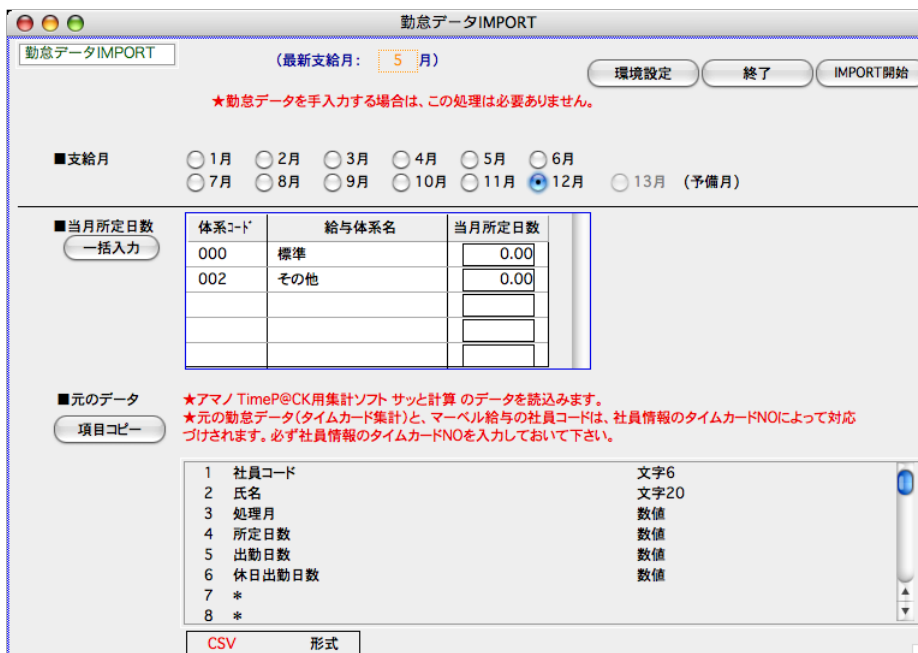 勤怠データIMPORT
勤怠データIMPORT
(最新支給月: 5 月)
環境設定 終了 IMPORT開始
★勤怠データを手入力する場合は、この処理は必要ありません。
■支給月 1月 2月 3月 4月 5月 6月
7月 8月 9月 10月 11月 12月 13月 (予備月)
■当月所定日数 体系ｺｰﾄﾞ 給与体系名 当月所定日数
一括入力 000 標準 0.00
002 その他 0.00
■元のデータ ★アマノ TimeP@CK用集計ソフト サッと計算 のデータを読込みます。
★元の勤怠データ(タイムカード集計)と、マーベル給与の社員コードは、社員情報のタイムカードNOによって対応
項目コピー づけされます。必ず社員情報のタイムカードNOを入力しておいて下さい。
1 社員コード 文字6
2 氏名 文字20
3 処理月 数値
4 所定日数 数値
5 出勤日数 数値
6 休日出勤日数 数値
7 *
8 *
CSV 形式